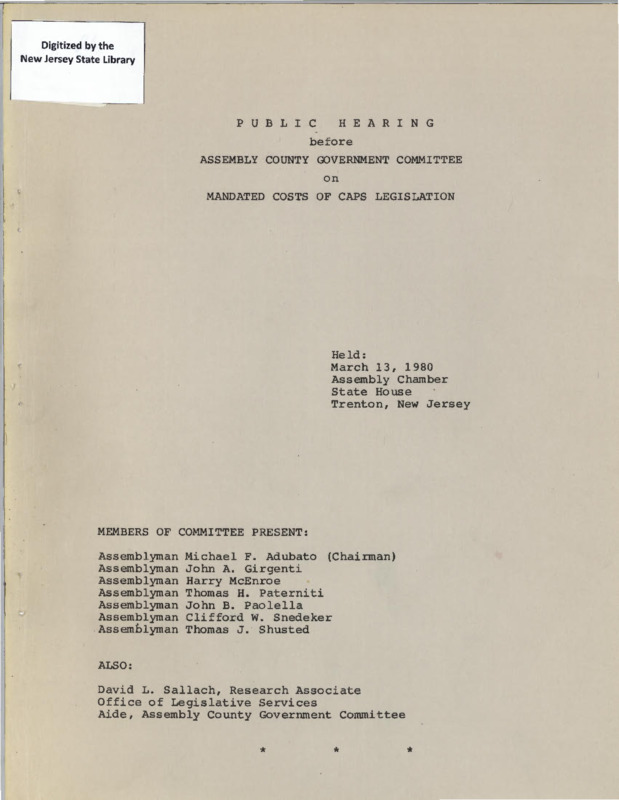 Digitized by the
New Jersey State Library
P U B L I C   H E A R I N G
before
ASSEMBLY COUNTY GOVERNMENT COMMITTEE
on
MANDATED COSTS OF CAPS LEGISLATION
Held:
March 13, 1980
Assembly Chamber
State House
Trenton, New Jersey
MEMBERS OF COMMITTEE PRESENT:
Assemblyman Michael F. Adubato (Chairman)
Assemblyman John A. Girgenti
Assemblyman Harry McEnroe
Assemblyman Thomas H. Paterniti
Assemblyman John B. Paolella
Assemblyman Clifford W. Snedeker
Assemblyman Thomas J. Shusted
ALSO:
David L. Sallach, Research Associate
Office of Legislative Services
Aide, Assembly County Government Committee
* * *